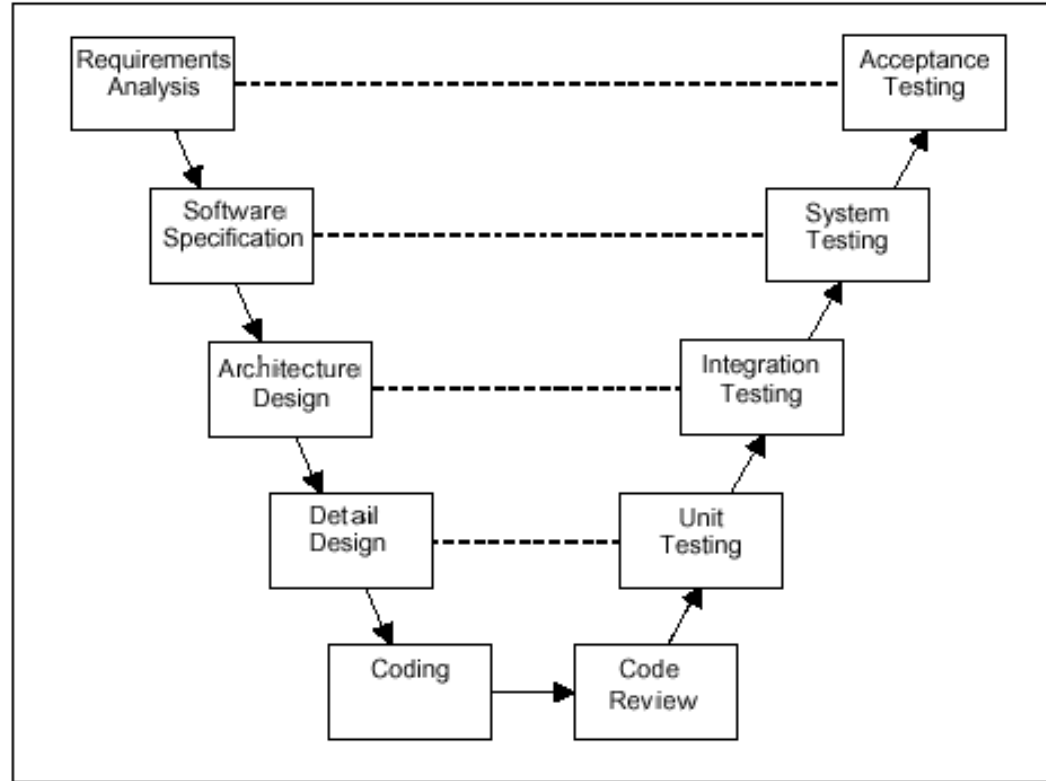 Requirements
Analysis
Acceptance
Testing
Software
Specification
System
Testing
Architecture
Design
Integration
Testing
Detail
Design
Unit
Testing
Coding
Code
Review